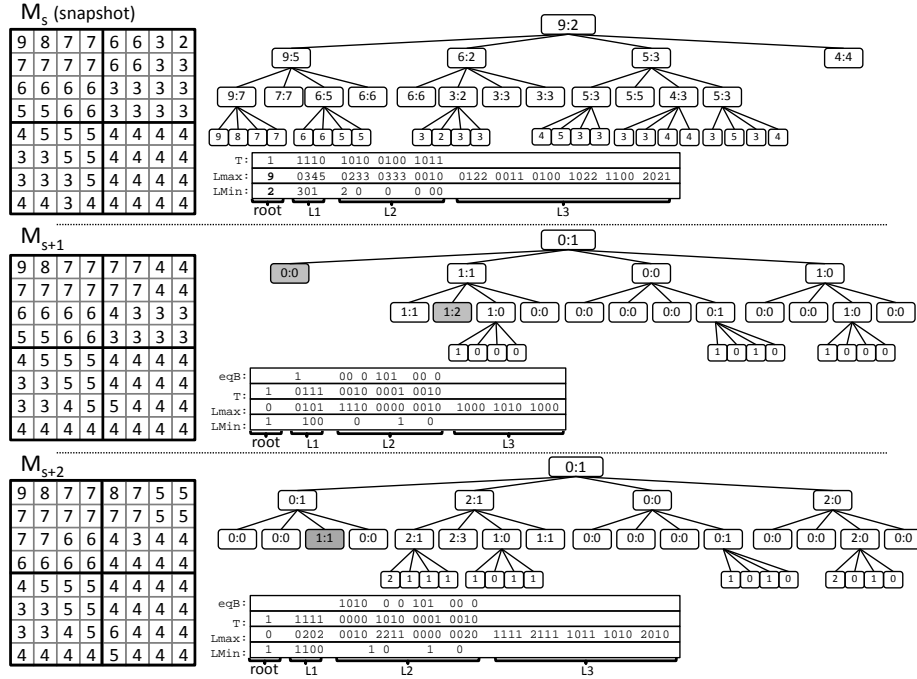 M_s (snapshot)
9 8 7 7 6 6 3 2
7 7 7 7 6 6 3 3
6 6 6 6 3 3 3 3
5 5 6 6 3 3 3 3
4 5 5 5 4 4 4 4
3 3 5 5 4 4 4 4
3 3 3 5 4 4 4 4
4 4 3 4 4 4 4 4
9:2
9:5 6:2 5:3 4:4
9:7 7:7 6:5 6:6 6:6 3:2 3:3 3:3 5:3 5:5 4:3 5:3
9 8 7 7 6 6 5 5 3 2 3 3 4 5 3 3 3 3 4 4 3 5 3 4
T: 1 1110 1010 0100 1011
Lmax: 9 0345 0233 0333 0010 0122 0011 0100 1022 1100 2021
LMin: 2 301 2 0 0 0 00
root L1 L2 L3
M_s+1
9 8 7 7 7 7 4 4
7 7 7 7 7 7 4 4
6 6 6 6 4 3 3 3
5 5 6 6 3 3 3 3
4 5 5 5 4 4 4 4
3 3 5 5 4 4 4 4
3 3 4 5 5 4 4 4
4 4 4 4 4 4 4 4
0:1
0:0 1:1 0:0 1:0
1:1 1:2 1:0 0:0 0:0 0:0 0:0 0:1 0:0 0:0 1:0 0:0
1 0 0 0 1 0 1 0 1 0 0 0
eqB: 1 00 0 101 00 0
T: 1 0111 0010 0001 0010
Lmax: 0 0101 1110 0000 0010 1000 1010 1000
LMin: 1 100 0 1 0
root L1 L2 L3
M_s+2
9 8 7 7 8 7 5 5
7 7 7 7 7 7 5 5
7 7 6 6 4 3 4 4
6 6 6 6 4 4 4 4
4 5 5 5 4 4 4 4
3 3 5 5 4 4 4 4
3 3 4 5 6 4 4 4
4 4 4 4 5 4 4 4
0:1
0:1 2:1 0:0 2:0
0:0 0:0 1:1 0:0 2:1 2:3 1:0 1:1 0:0 0:0 0:0 0:1 0:0 0:0 2:0 0:0
2 1 1 1 1 0 1 1 1 0 1 0 2 0 1 0
eqB: 1010 0 0 101 00 0
T: 1 1111 0000 1010 0001 0010
Lmax: 0 0202 0010 2211 0000 0020 1111 2111 1011 1010 2010
LMin: 1 1100 1 0 1 0
root L1 L2 L3